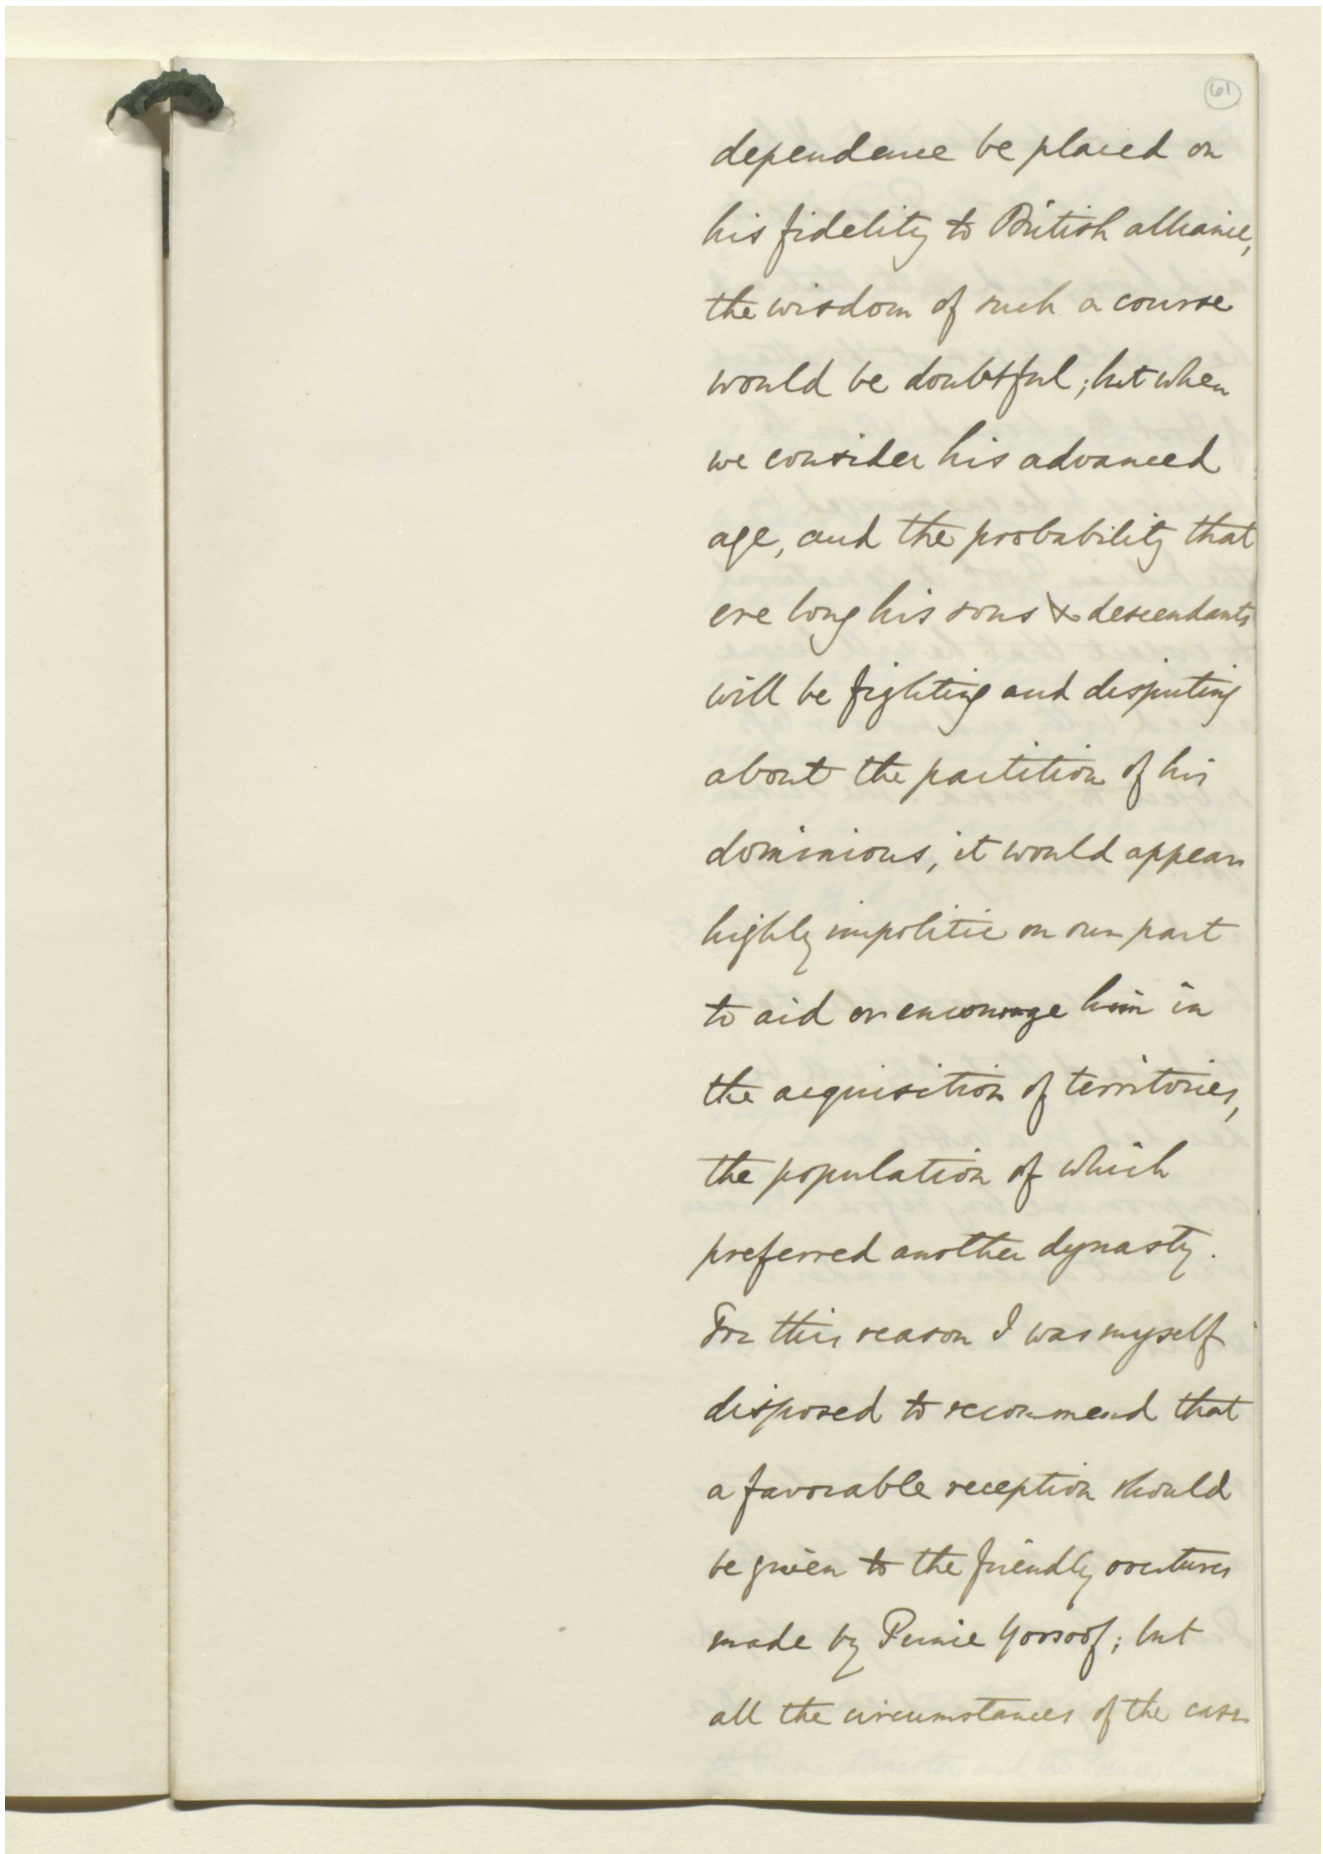 61
dependence be placed on
his fidelity to British alliance,
the wisdom of such a course
would be doubtful; but when
we consider his advanced
age, and the probability that
ere long his sons & descendants
will be fighting and disputing
about the partition of his
dominions, it would appear
highly impolitic on our part
to aid or encourage him in
the acquisition of territories,
the population of which
preferred another dynasty.
For this reason I was myself
disposed to recommend that
a favorable reception should
be given to the friendly overtures
made by Prince Yoosoof; but
all the circumstances of the case